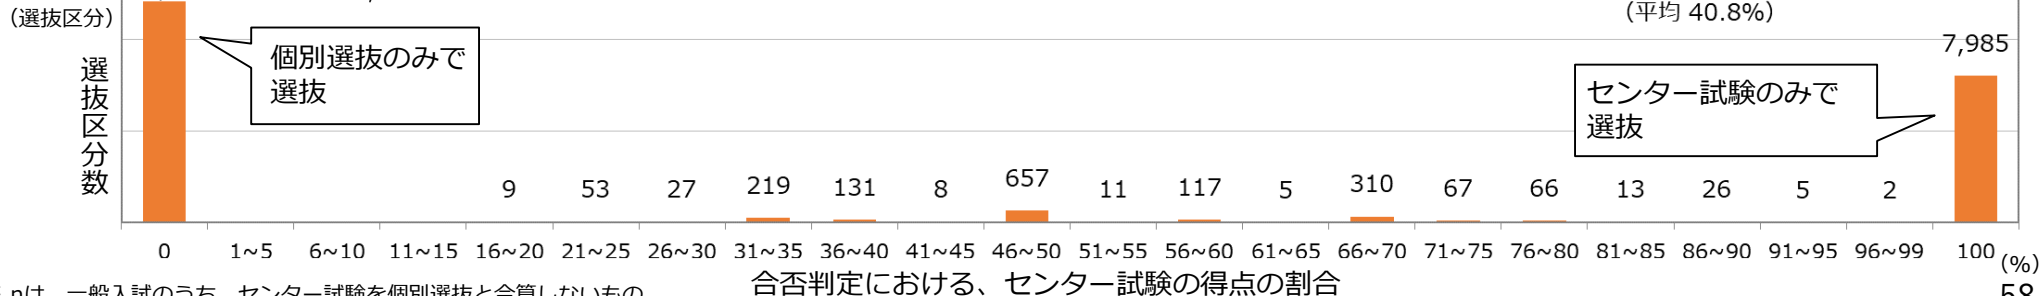 （選抜区分）
（平均 40.8%）
7,985
個別選抜のみで
選抜
センター試験のみで
選抜
選抜区分数
9 53 27 219 131 8 657 11 117 5 310 67 66 13 26 5 2
0 1~5 6~10 11~15 16~20 21~25 26~30 31~35 36~40 41~45 46~50 51~55 56~60 61~65 66~70 71~75 76~80 81~85 86~90 91~95 96~99 100 (%)
合否判定における、センター試験の得点の割合
nは、一般入試のうち、センター試験を個別選抜と合算しないもの
58